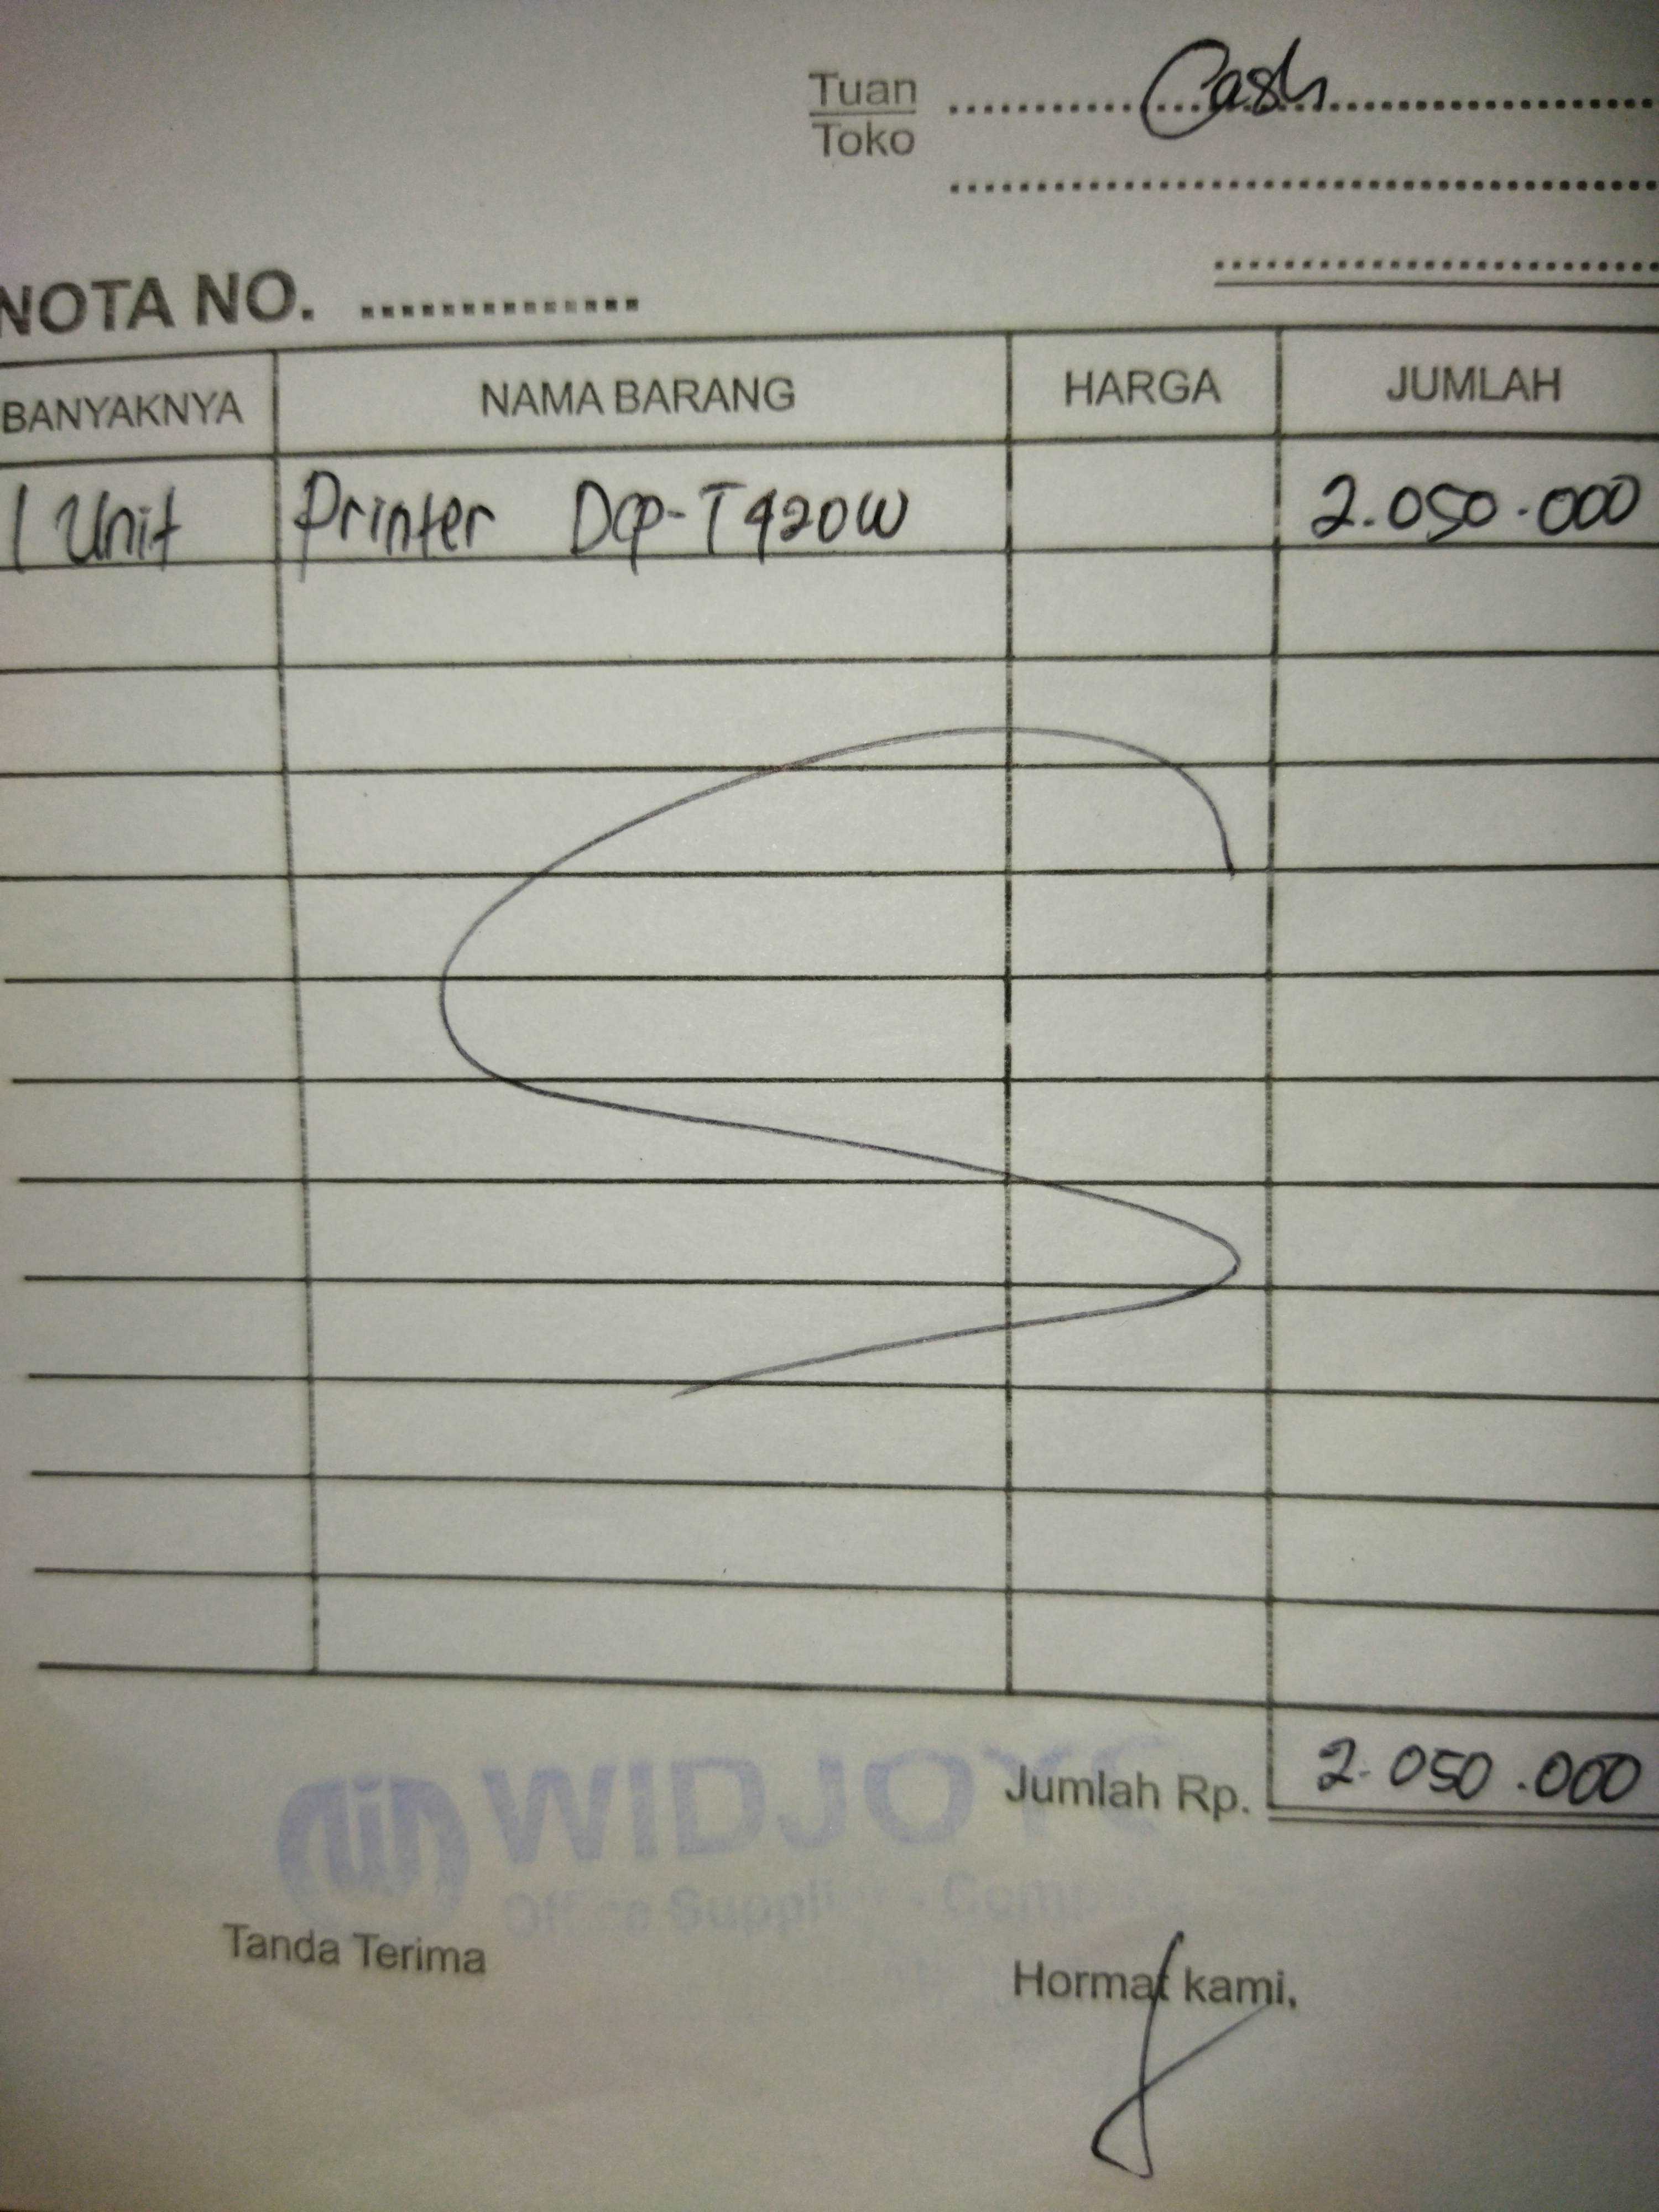 Tuan Cash
Toko
NOTA NO.
BANYAKNYA NAMA BARANG HARGA JUMLAH
1 Unit Printer DCP-T420W 2.050.000
Jumlah Rp. 2.050.000
WIDJOYO
Tanda Terima
Hormat kami,